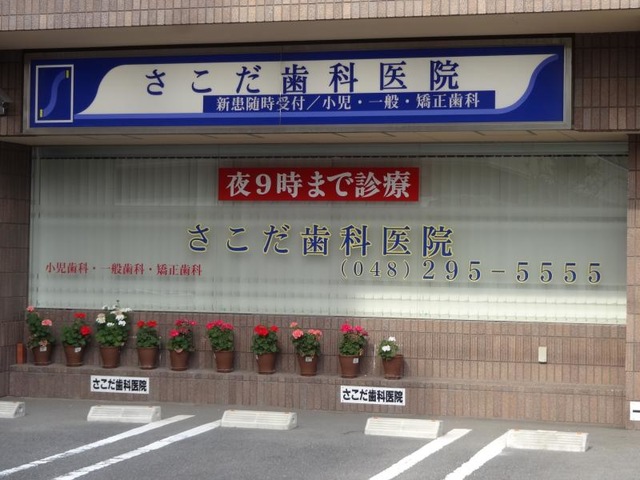 さこだ歯科医院
新患随時受付／小児・一般・矯正歯科
夜9時まで診療
さこだ歯科医院
小児歯科・一般歯科・矯正歯科
(048)295-5555
さこだ歯科医院
さこだ歯科医院